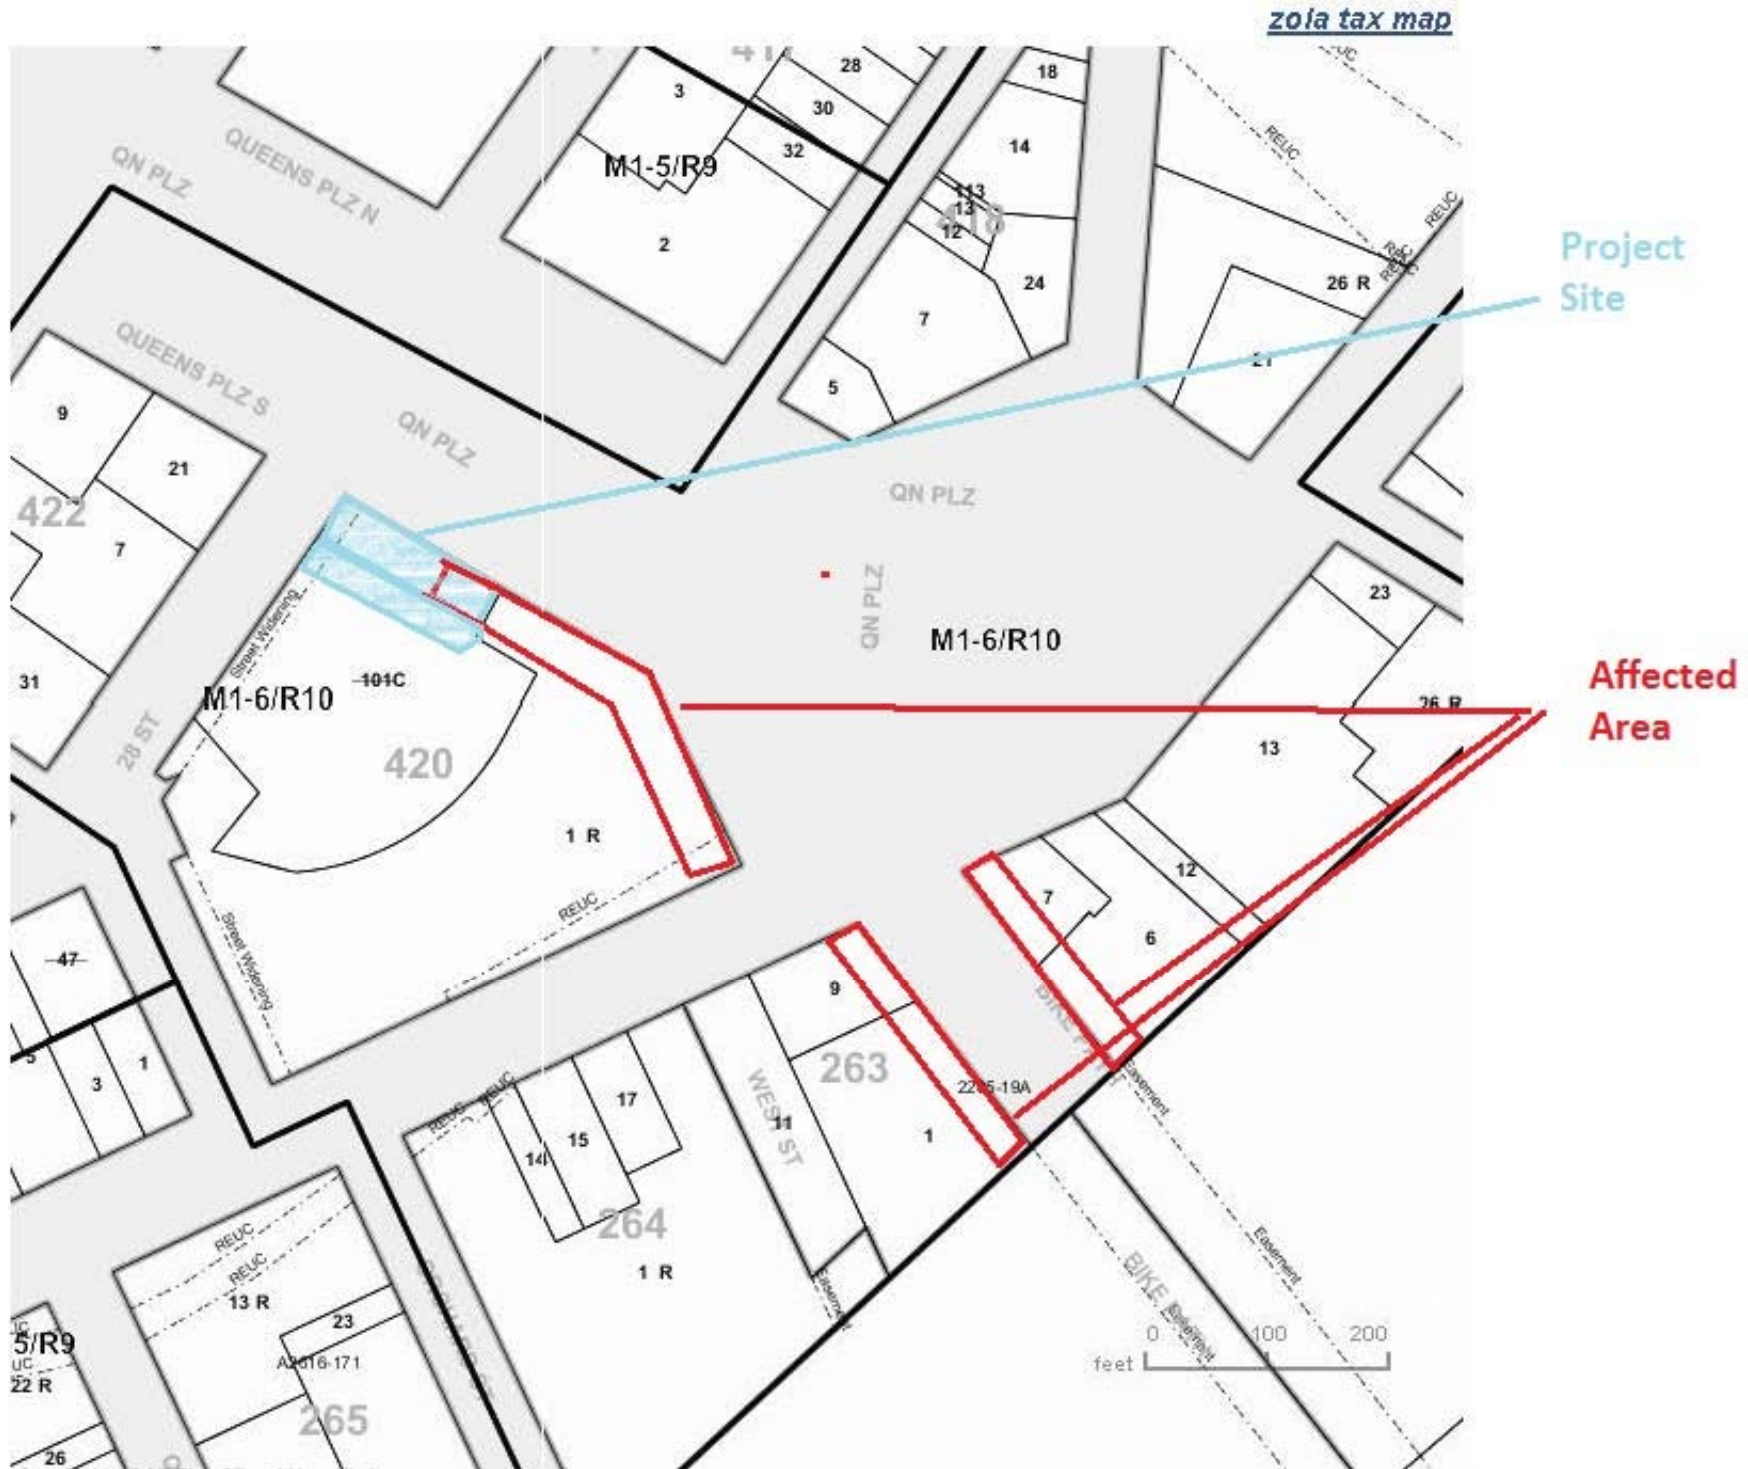 zola tax map
28
18
3
30
14
M1-5/R9
32
QN PLZ
QUEENS PLZ N
REUC
REUC
113
13
12
418
2
24
26 R
Project
Site
7
QUEENS PLZ S
5
9
QN PLZ
21
422
7
QN PLZ
QN PLZ
23
Street Widening
M1-6/R10
31
101C
M1-6/R10
Affected
Area
26 R
28 ST
420
13
1 R
12
7
REUC
6
Street Widening
47
9
BIKE PATH
263
5
3
1
WEST ST
REUC
REUC
17
2295-19A
Easement
11
15
1
14
264
REUC
REUC
1 R
Easement
Easement
BIKE
Easement
13 R
23
5/R9
0 100 200
feet
22 R
265
26